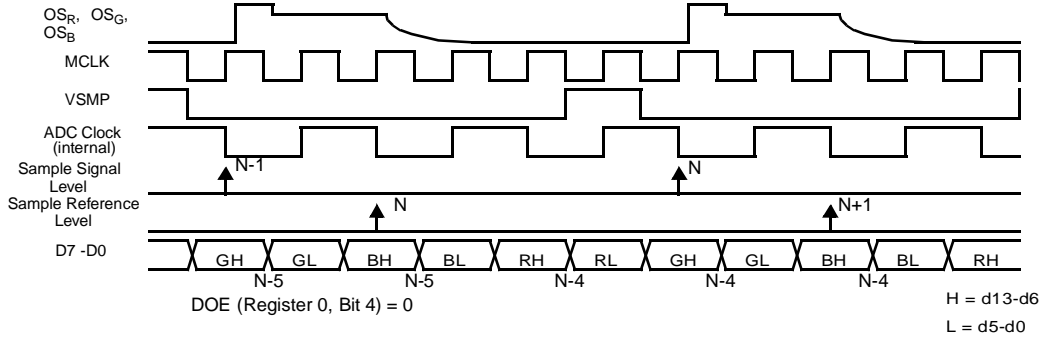 OSR, OSG,
OSB
MCLK
VSMP
ADC Clock
(internal)
Sample Signal
Level
N-1
N
Sample Reference
Level
N
N+1
D7 -D0
GH GL BH BL RH RL GH GL BH BL RH
N-5 N-5 N-4 N-4 N-4
DOE (Register 0, Bit 4) = 0
H = d13-d6
L = d5-d0